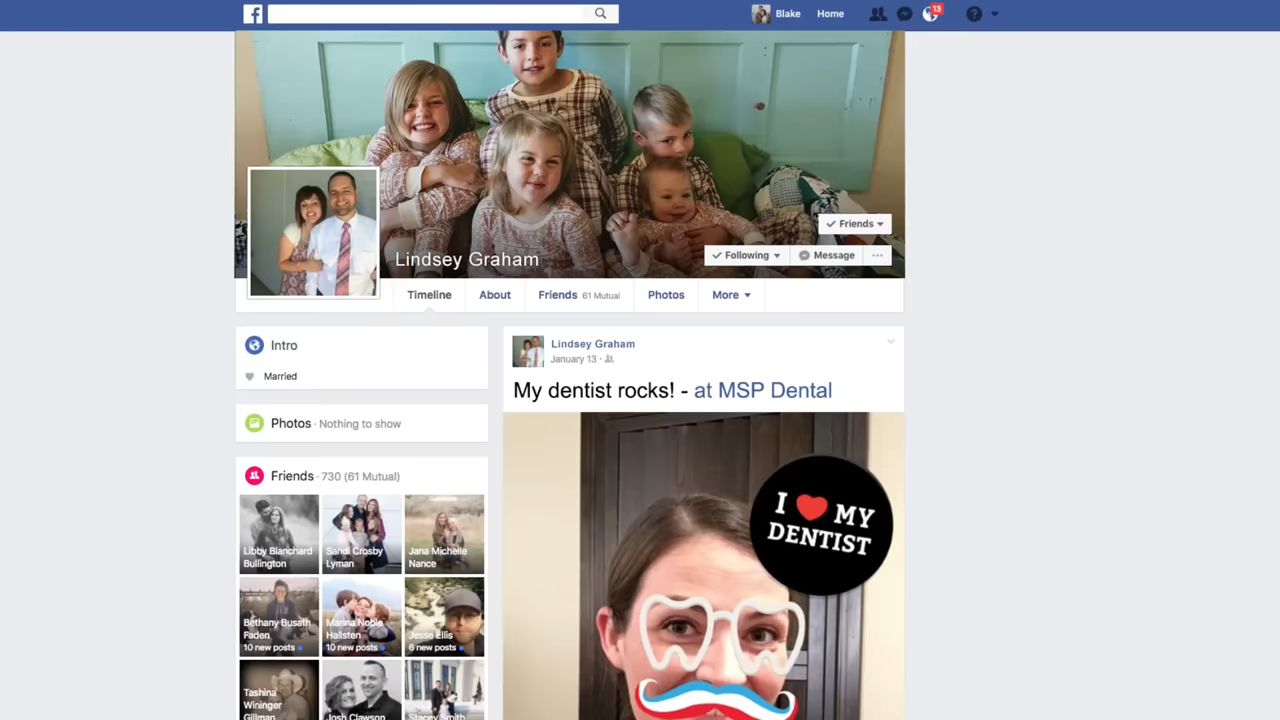 Blake Home 13
Friends
Following Message
Lindsey Graham
Timeline About Friends 61 Mutual Photos More
Intro
Married
Photos · Nothing to show
Friends · 730 (61 Mutual)
Libby Blanchard
Bullington
Sandi Crosby
Lyman
Jana Michelle
Nance
Bethany Busath
Faden
10 new posts
Marina Noble
Hallsten
10 new posts
Jesse Ellis
6 new posts
Tashina
Wininger
Gillman
Josh Clawson
Stacey Smith
Lindsey Graham
January 13 ·
My dentist rocks! - at MSP Dental
I ❤ MY
DENTIST